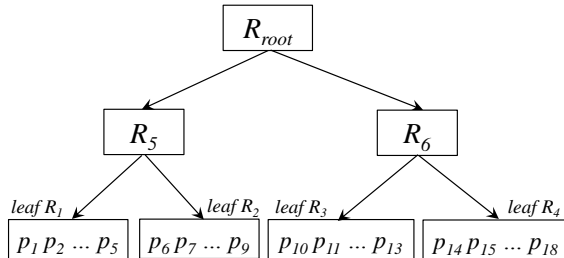 R_root
R_5
R_6
leaf R_1
leaf R_2
leaf R_3
leaf R_4
p_1 p_2 ... p_5
p_6 p_7 ... p_9
p_10 p_11 ... p_13
p_14 p_15 ... p_18